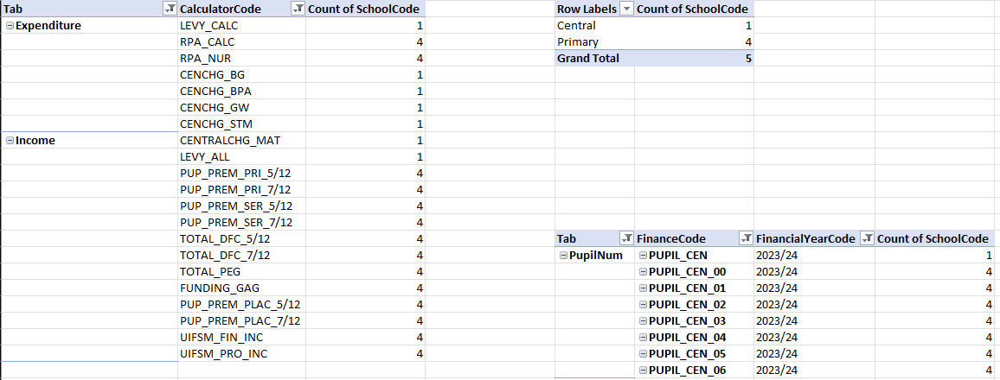 Tab CalculatorCode Count of SchoolCode
Expenditure LEVY_CALC 1
RPA_CALC 4
RPA_NUR 4
CENCHG_BG 1
CENCHG_BPA 1
CENCHG_GW 1
CENCHG_STM 1
Income CENTRALCHG_MAT 1
LEVY_ALL 1
PUP_PREM_PRI_5/12 4
PUP_PREM_PRI_7/12 4
PUP_PREM_SER_5/12 4
PUP_PREM_SER_7/12 4
TOTAL_DFC_5/12 4
TOTAL_DFC_7/12 4
TOTAL_PEG 4
FUNDING_GAG 4
PUP_PREM_PLAC_5/12 4
PUP_PREM_PLAC_7/12 4
UIFSM_FIN_INC 4
UIFSM_PRO_INC 4
Row Labels Count of SchoolCode
Central 1
Primary 4
Grand Total 5
Tab FinanceCode FinancialYearCode Count of SchoolCode
PupilNum PUPIL_CEN 2023/24 1
PUPIL_CEN_00 2023/24 4
PUPIL_CEN_01 2023/24 4
PUPIL_CEN_02 2023/24 4
PUPIL_CEN_03 2023/24 4
PUPIL_CEN_04 2023/24 4
PUPIL_CEN_05 2023/24 4
PUPIL_CEN_06 2023/24 4